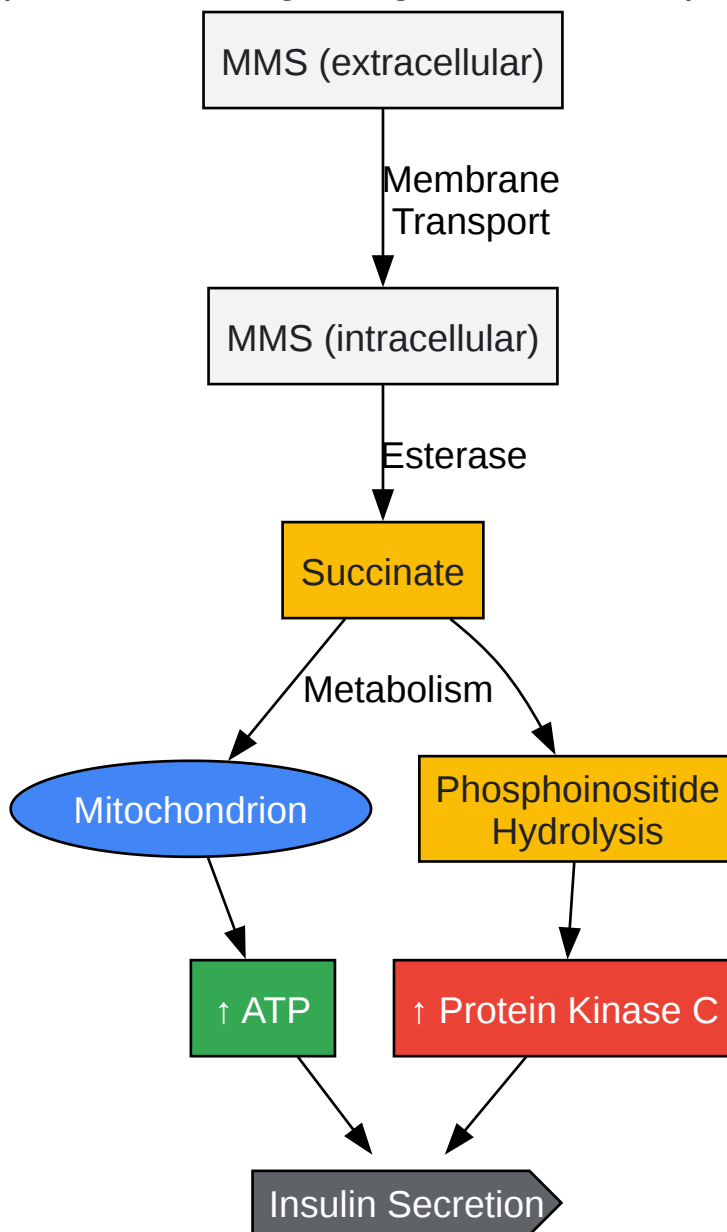 MMS (extracellular)
Membrane
Transport
MMS (intracellular)
Esterase
Succinate
Metabolism
Mitochondrion
Phosphoinositide
Hydrolysis
↑ ATP
↑ Protein Kinase C
Insulin Secretion